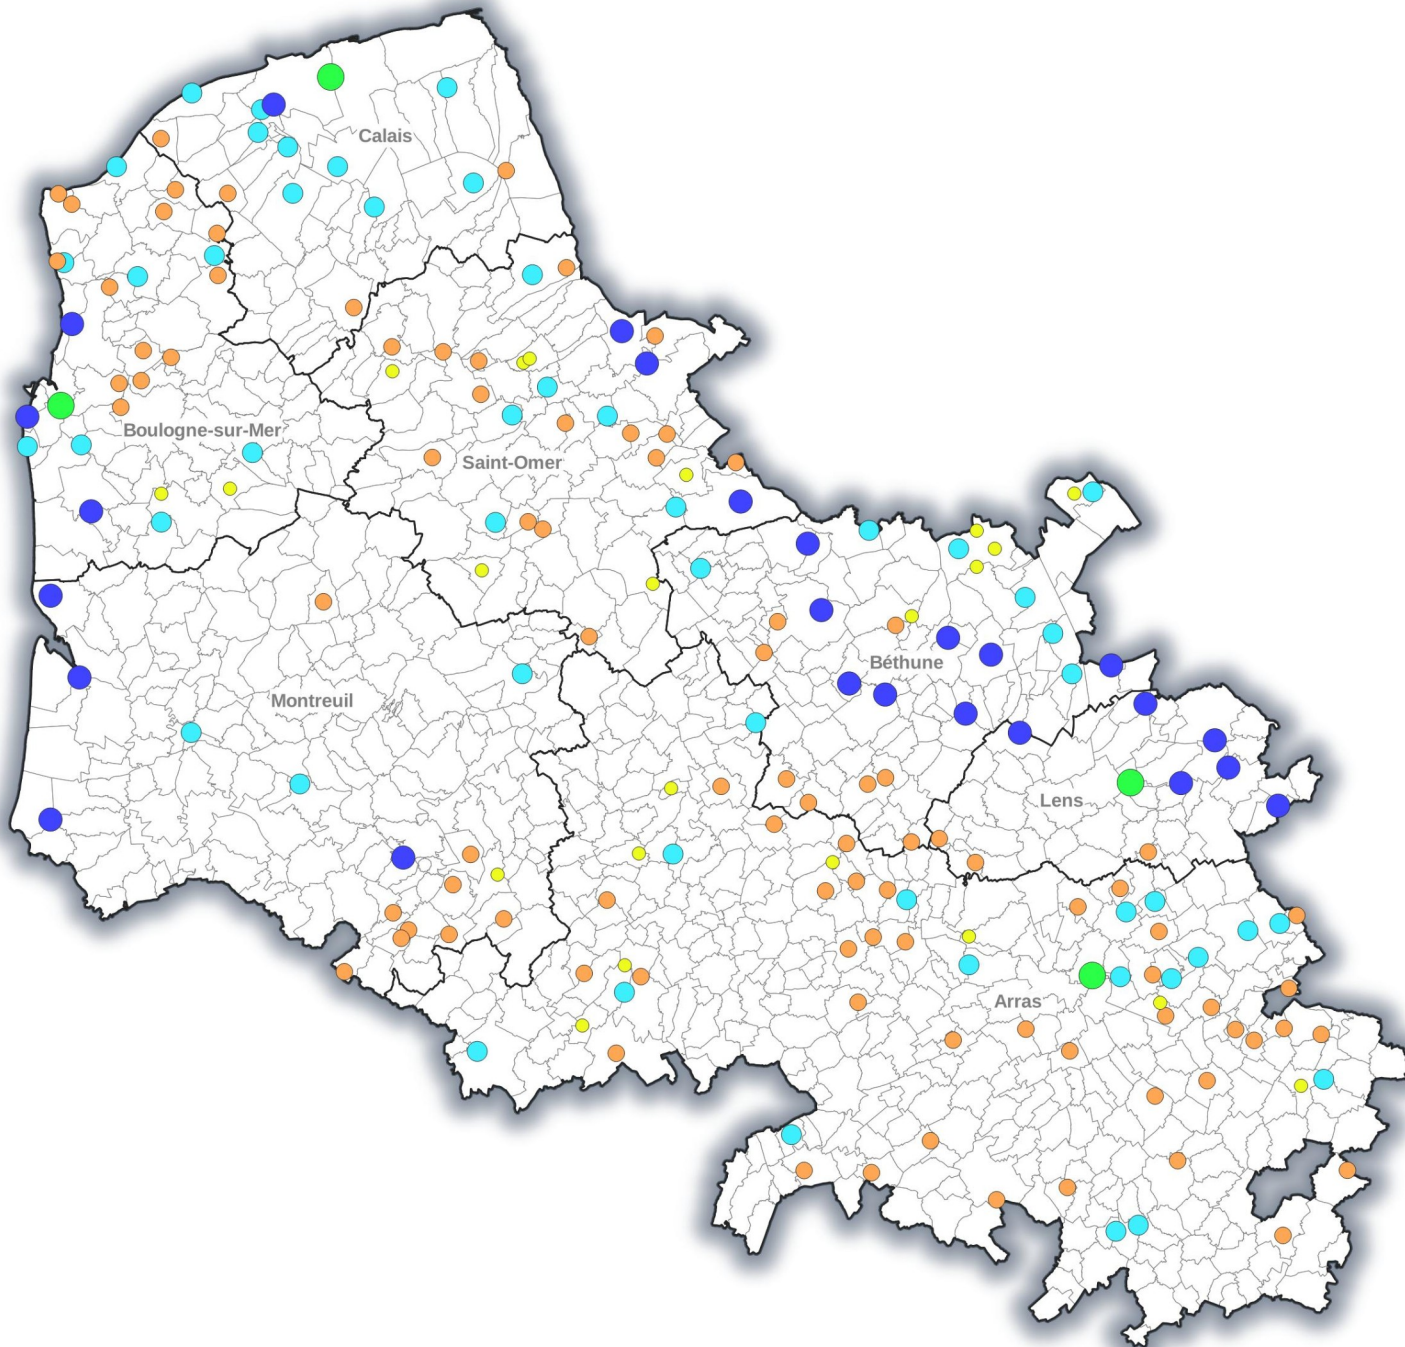 Calais
Boulogne-sur-Mer
Saint-Omer
Béthune
Montreuil
Lens
Arras